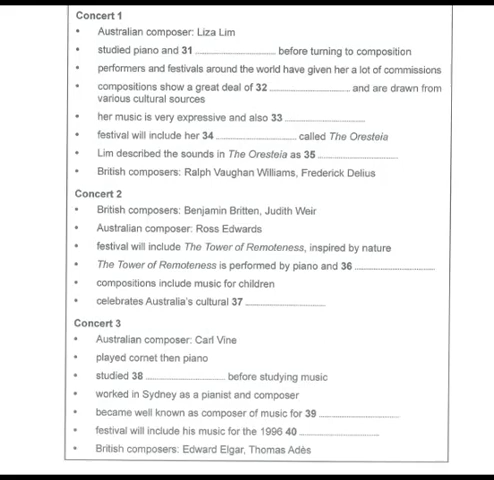 Concert 1
• Australian composer: Liza Lim
• studied piano and 31 .............................. before turning to composition
• performers and festivals around the world have given her a lot of commissions
• compositions show a great deal of 32 .............................. and are drawn from
various cultural sources
• her music is very expressive and also 33 ..............................
• festival will include her 34 .............................. called The Oresteia
• Lim described the sounds in The Oresteia as 35 ..............................
• British composers: Ralph Vaughan Williams, Frederick Delius
Concert 2
• British composers: Benjamin Britten, Judith Weir
• Australian composer: Ross Edwards
• festival will include The Tower of Remoteness, inspired by nature
• The Tower of Remoteness is performed by piano and 36 ..............................
• compositions include music for children
• celebrates Australia's cultural 37 ..............................
Concert 3
• Australian composer: Carl Vine
• played cornet then piano
• studied 38 .............................. before studying music
• worked in Sydney as a pianist and composer
• became well known as composer of music for 39 ..............................
• festival will include his music for the 1996 40 ..............................
• British composers: Edward Elgar, Thomas Adès